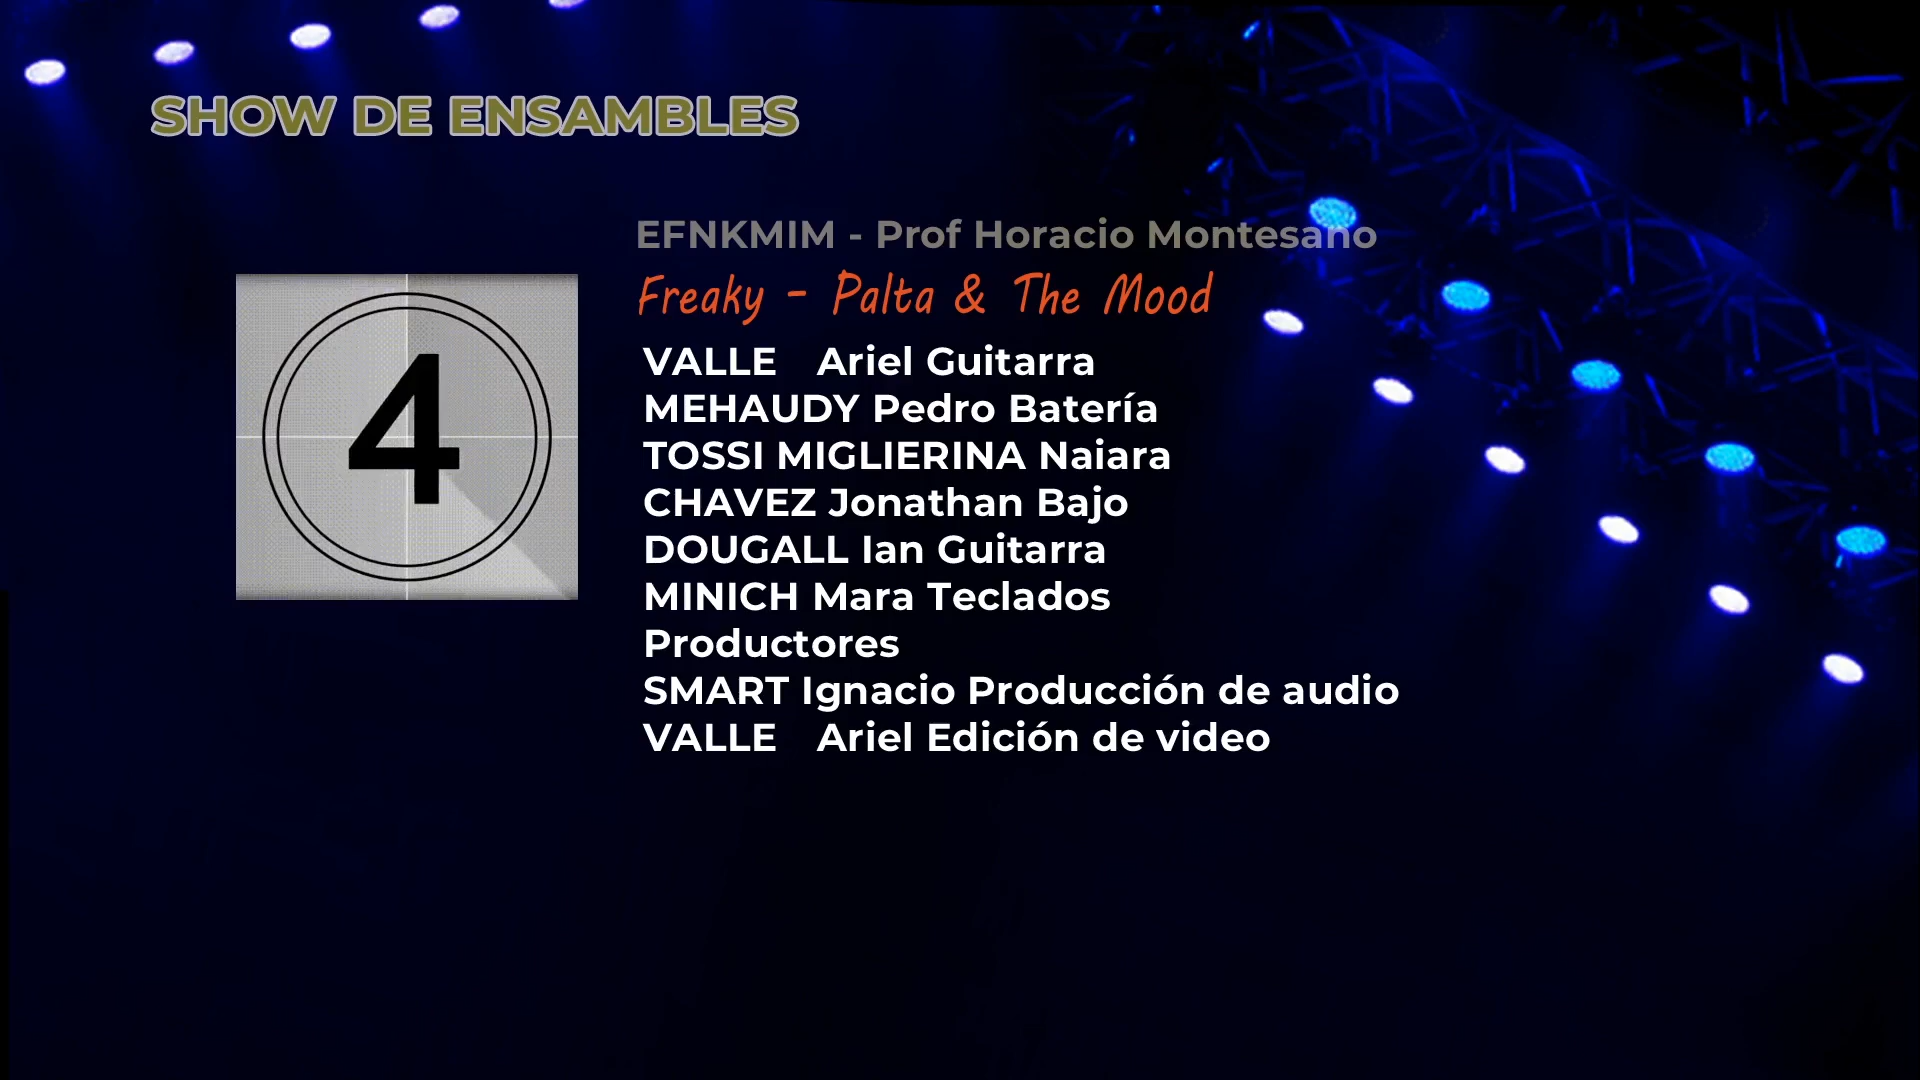 SHOW DE ENSAMBLES
EFNKMIM - Prof Horacio Montesano
Freaky - Palta & The Mood
4
VALLE Ariel Guitarra
MEHAUDY Pedro Batería
TOSSI MIGLIERINA Naiara
CHAVEZ Jonathan Bajo
DOUGALL Ian Guitarra
MINICH Mara Teclados
Productores
SMART Ignacio Producción de audio
VALLE Ariel Edición de video